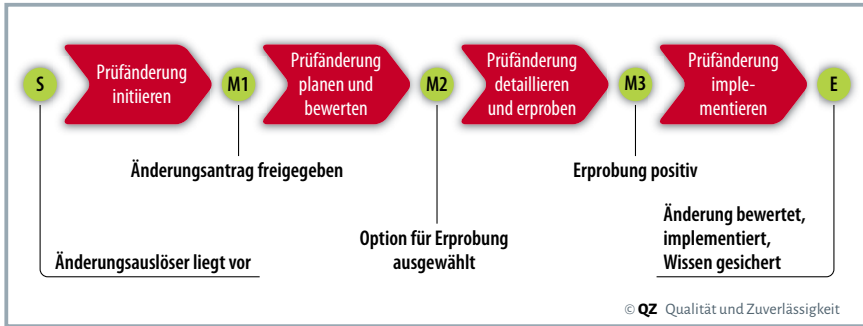 S
Prüfänderung
initiieren
M1
Prüfänderung
planen und
bewerten
M2
Prüfänderung
detaillieren
und erproben
M3
Prüfänderung
imple-
mentieren
E
Änderungsantrag freigegeben
Erprobung positiv
Änderungsauslöser liegt vor
Option für Erprobung
ausgewählt
Änderung bewertet,
implementiert,
Wissen gesichert
© QZ Qualität und Zuverlässigkeit